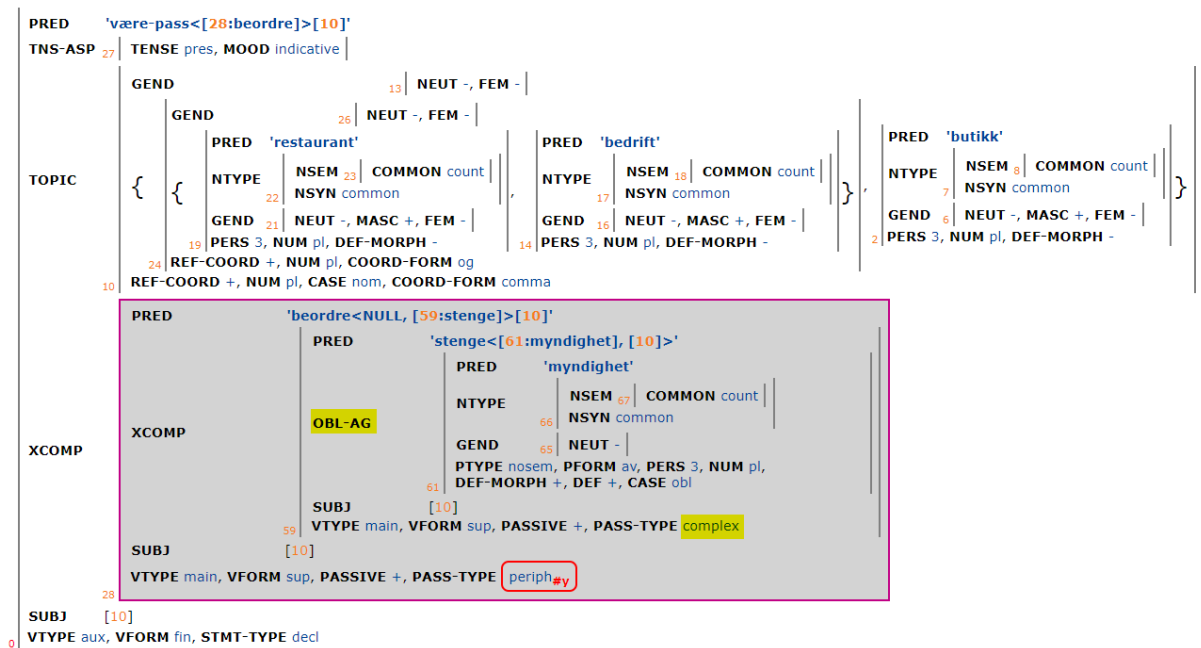 PRED 'være-pass<[28:beordre]>[10]'
TNS-ASP 27 TENSE pres, MOOD indicative
GEND 13 NEUT -, FEM -
GEND 26 NEUT -, FEM -
PRED 'restaurant' PRED 'bedrift' PRED 'butikk'
NTYPE 22 NSEM 23 COMMON count NTYPE 17 NSEM 18 COMMON count NTYPE 7 NSEM 8 COMMON count
NSYN common , NSYN common NSYN common
TOPIC { { } , }
GEND 21 NEUT -, MASC +, FEM - GEND 16 NEUT -, MASC +, FEM - GEND 6 NEUT -, MASC +, FEM -
19 PERS 3, NUM pl, DEF-MORPH - 14 PERS 3, NUM pl, DEF-MORPH - 2 PERS 3, NUM pl, DEF-MORPH -
24 REF-COORD +, NUM pl, COORD-FORM og
10 REF-COORD +, NUM pl, CASE nom, COORD-FORM comma
PRED 'beordre<NULL, [59:stenge]>[10]'
PRED 'stenge<[61:myndighet], [10]>'
PRED 'myndighet'
NTYPE 66 NSEM 67 COMMON count
NSYN common
OBL-AG
XCOMP
GEND 65 NEUT -
XCOMP
PTYPE nosem, PFORM av, PERS 3, NUM pl,
61 DEF-MORPH +, DEF +, CASE obl
SUBJ [10]
59 VTYPE main, VFORM sup, PASSIVE +, PASS-TYPE complex
SUBJ [10]
28 VTYPE main, VFORM sup, PASSIVE +, PASS-TYPE periph#y
SUBJ [10]
0 VTYPE aux, VFORM fin, STMT-TYPE decl